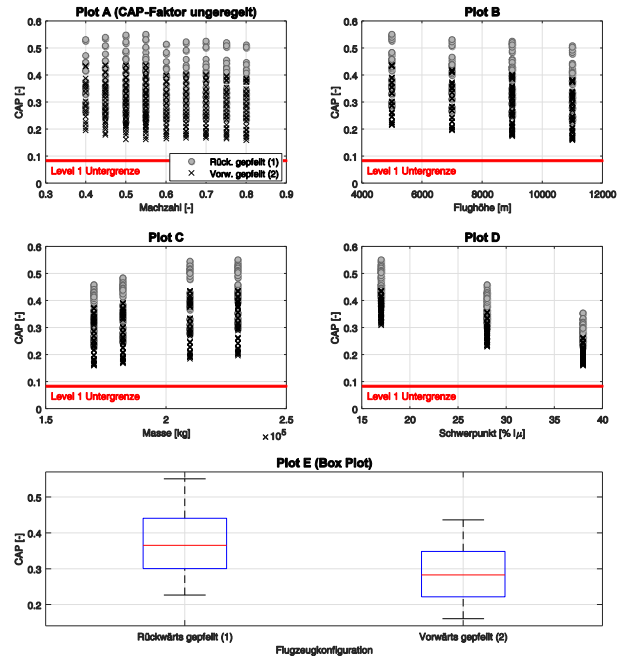 Plot A (CAP-Faktor ungeregelt)
CAP [-]
0.6
0.5
0.4
0.3
0.2
0.1
0
Level 1 Untergrenze
Rück. gepfeilt (1)
Vorw. gepfeilt (2)
0.3 0.4 0.5 0.6 0.7 0.8 0.9
Machzahl [-]
Plot B
CAP [-]
0.6
0.5
0.4
0.3
0.2
0.1
0
Level 1 Untergrenze
4000 6000 8000 10000 12000
Flughöhe [m]
Plot C
CAP [-]
0.6
0.5
0.4
0.3
0.2
0.1
0
Level 1 Untergrenze
1.5 2 2.5
Masse [kg]
×10⁵
Plot D
CAP [-]
0.6
0.5
0.4
0.3
0.2
0.1
0
Level 1 Untergrenze
15 20 25 30 35 40
Schwerpunkt [% lμ]
Plot E (Box Plot)
CAP [-]
0.5
0.4
0.3
0.2
Rückwärts gepfeilt (1) Vorwärts gepfeilt (2)
Flugzeugkonfiguration